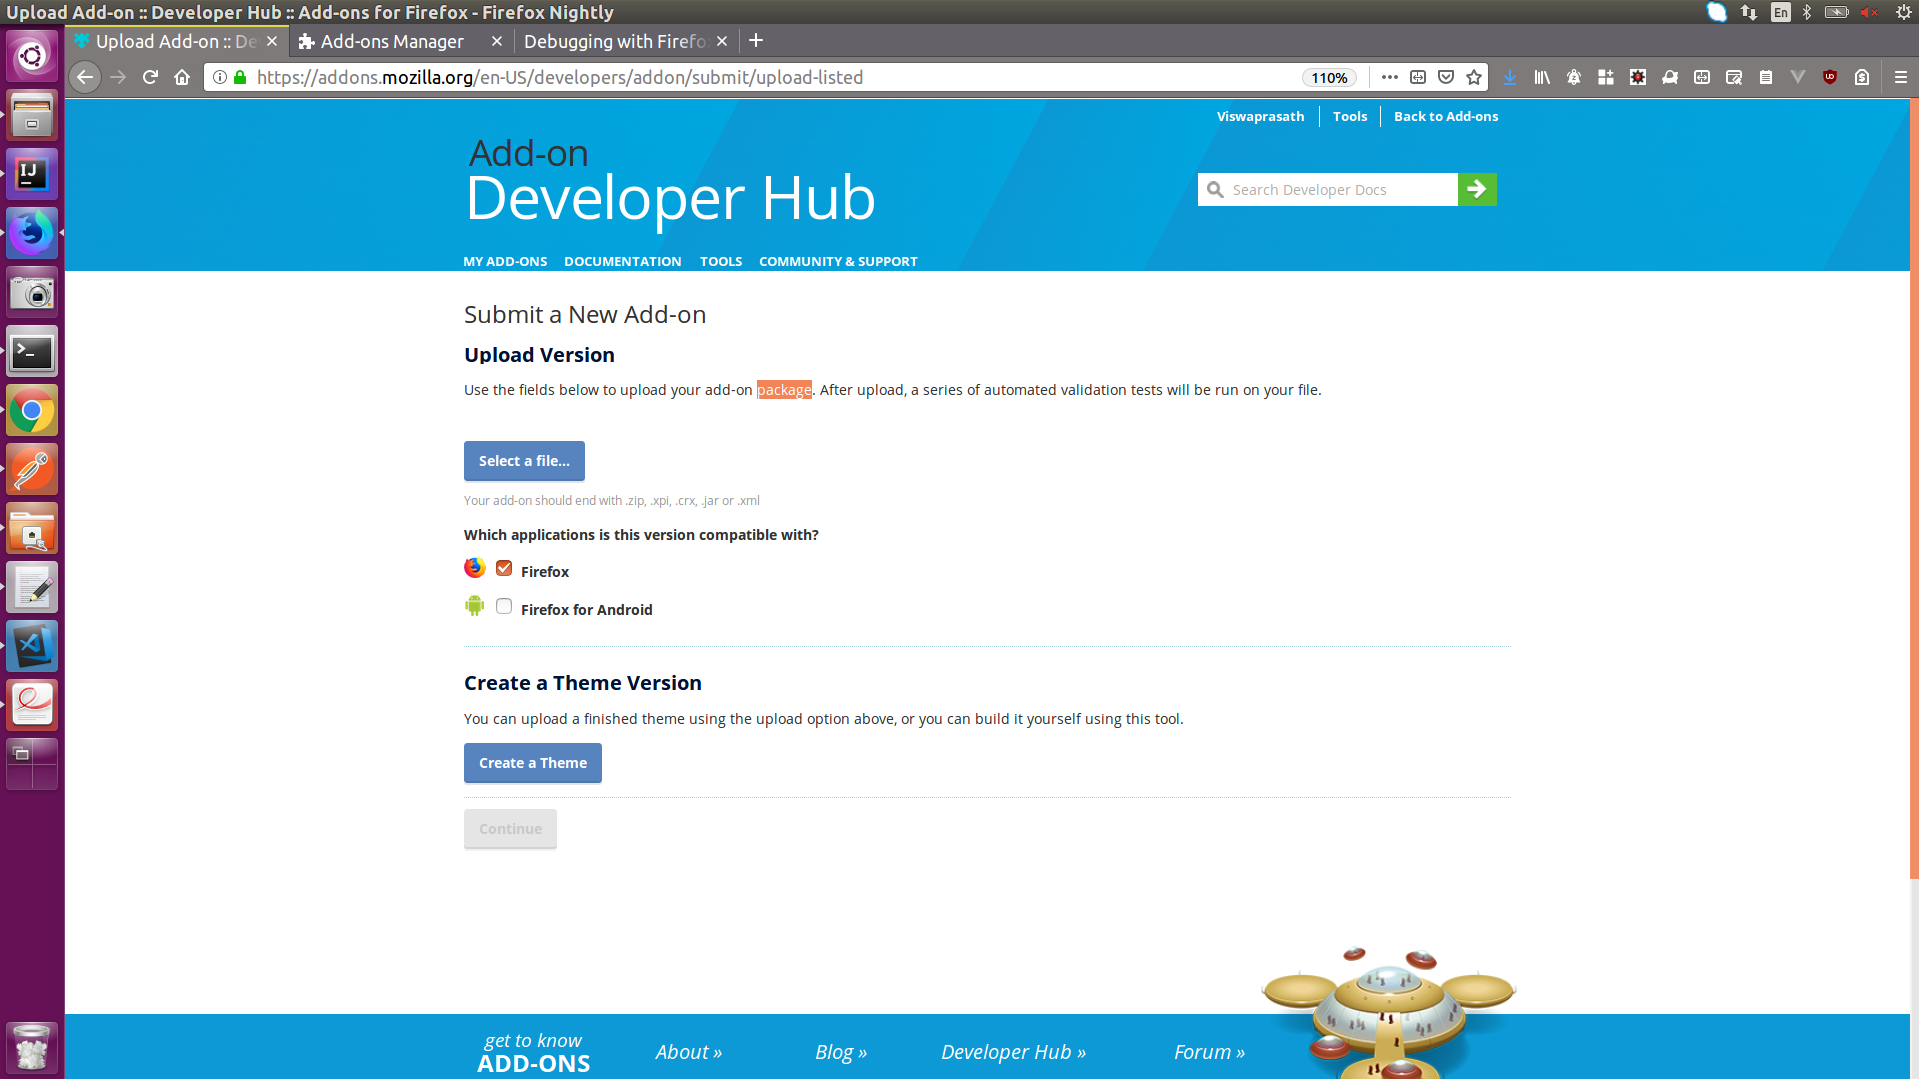 Upload Add-on :: Developer Hub :: Add-ons for Firefox - Firefox Nightly
En
Upload Add-on :: De
Add-ons Manager
Debugging with Firefo
https://addons.mozilla.org/en-US/developers/addon/submit/upload-listed
110%
Viswaprasath
Tools
Back to Add-ons
Add-on
Developer Hub
Search Developer Docs
MY ADD-ONS
DOCUMENTATION
TOOLS
COMMUNITY & SUPPORT
Submit a New Add-on
Upload Version
Use the fields below to upload your add-on package. After upload, a series of automated validation tests will be run on your file.
Select a file...
Your add-on should end with .zip, .xpi, .crx, .jar or .xml
Which applications is this version compatible with?
Firefox
Firefox for Android
Create a Theme Version
You can upload a finished theme using the upload option above, or you can build it yourself using this tool.
Create a Theme
Continue
get to know
ADD-ONS
About »
Blog »
Developer Hub »
Forum »
IJ